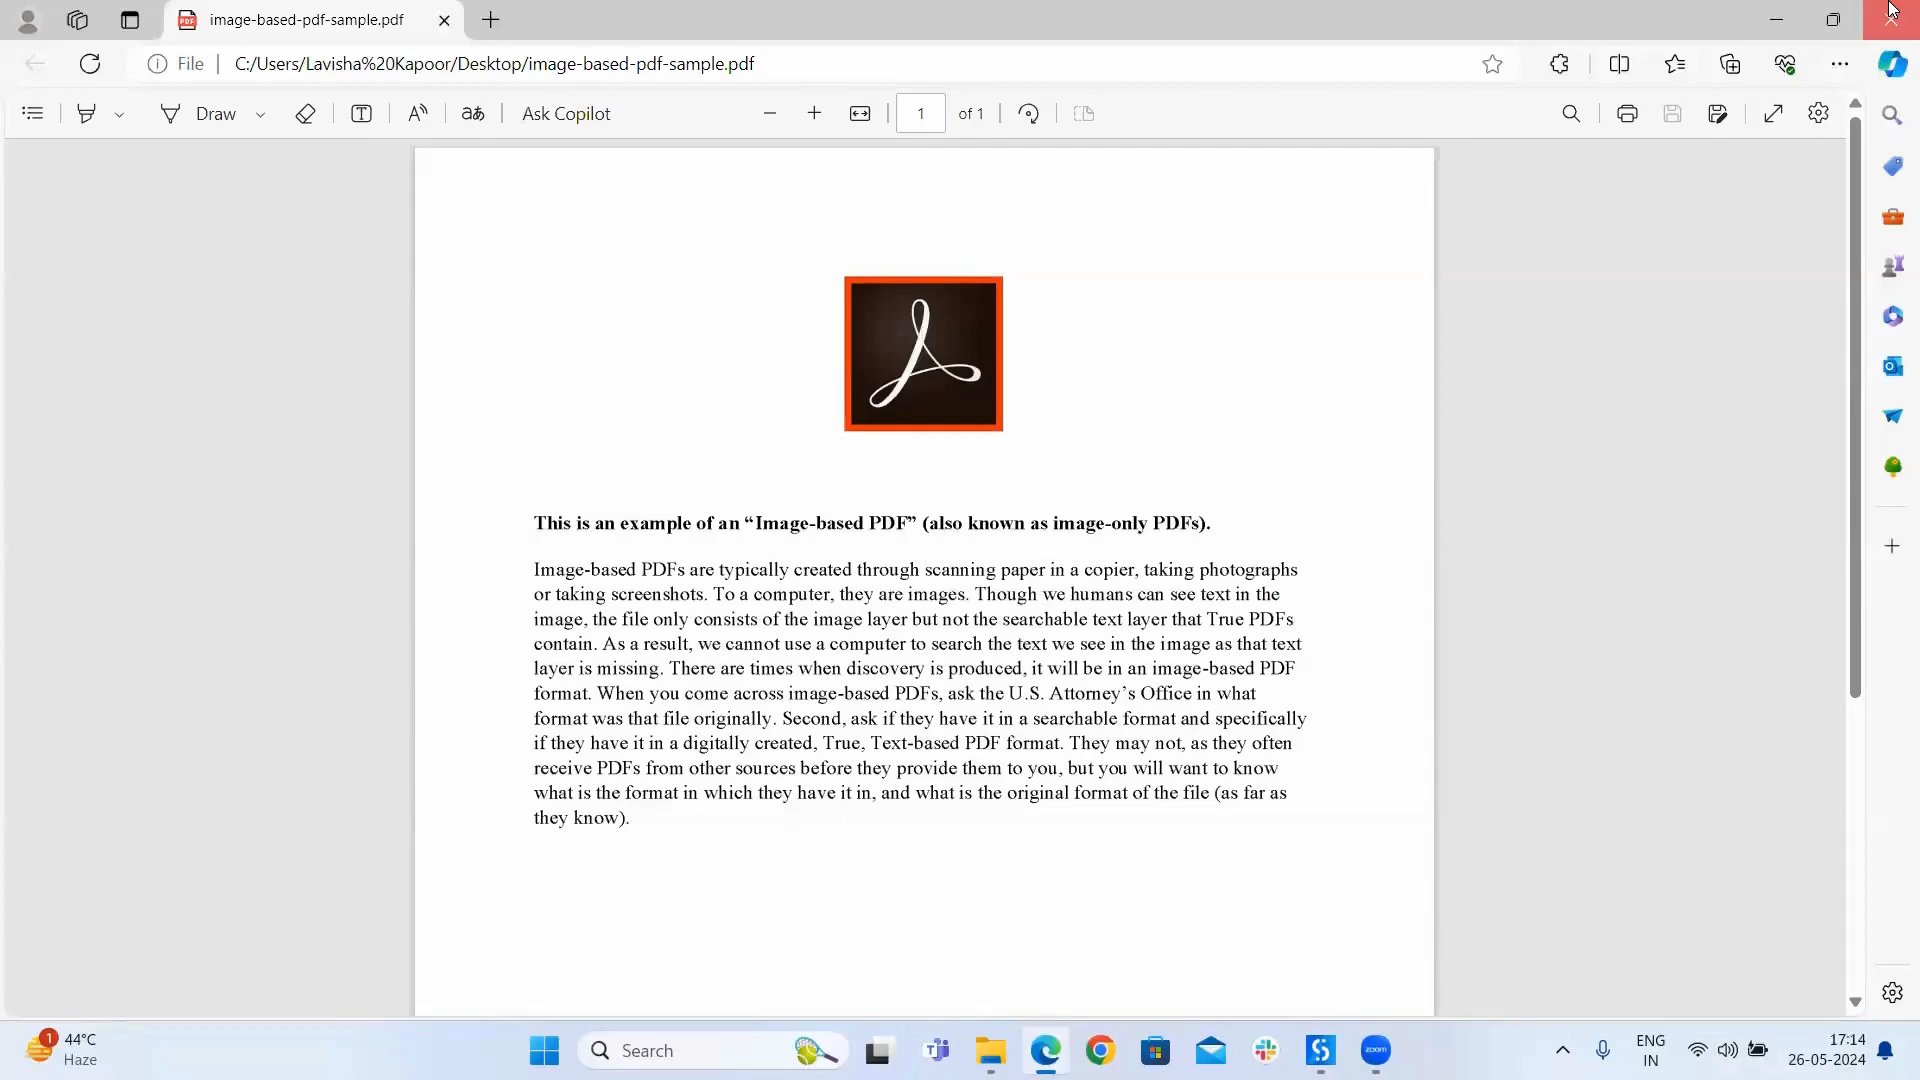 image-based-pdf-sample.pdf
File
C:/Users/Lavisha%20Kapoor/Desktop/image-based-pdf-sample.pdf
Draw
aあ
Ask Copilot
1
of 1
This is an example of an “Image-based PDF” (also known as image-only PDFs).
Image-based PDFs are typically created through scanning paper in a copier, taking photographs
or taking screenshots. To a computer, they are images. Though we humans can see text in the
image, the file only consists of the image layer but not the searchable text layer that True PDFs
contain. As a result, we cannot use a computer to search the text we see in the image as that text
layer is missing. There are times when discovery is produced, it will be in an image-based PDF
format. When you come across image-based PDFs, ask the U.S. Attorney’s Office in what
format was that file originally. Second, ask if they have it in a searchable format and specifically
if they have it in a digitally created, True, Text-based PDF format. They may not, as they often
receive PDFs from other sources before they provide them to you, but you will want to know
what is the format in which they have it in, and what is the original format of the file (as far as
they know).
1
44°C
Haze
Search
zoom
ENG
IN
17:14
26-05-2024